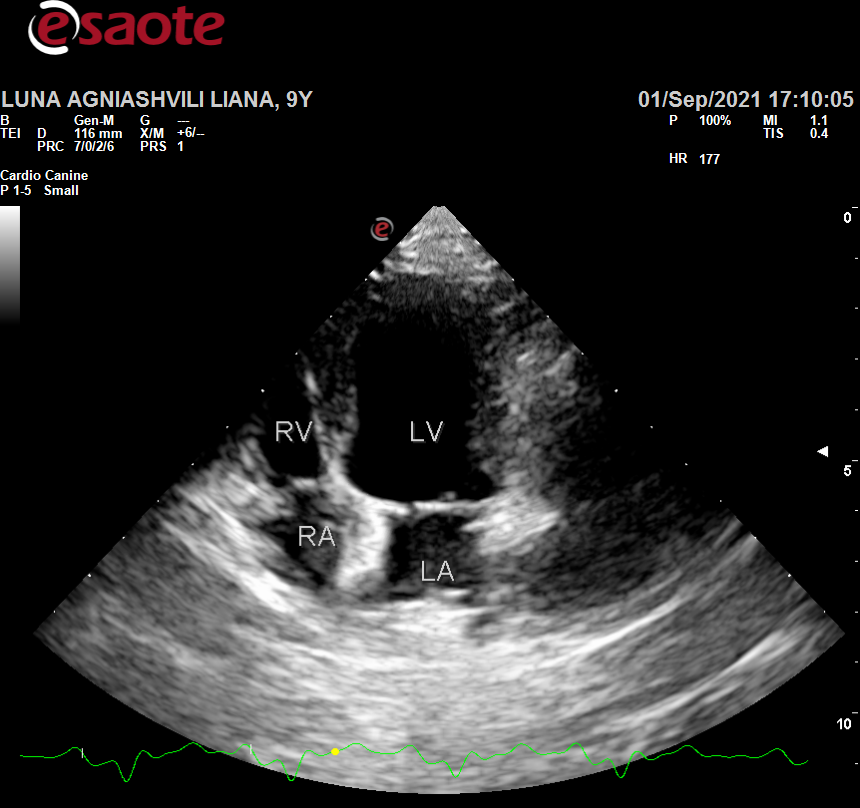 esaote
LUNA AGNIASHVILI LIANA, 9Y 01/Sep/2021 17:10:05
B Gen-M G --- P 100% MI 1.1
TEI D 116 mm X/M +6/-- TIS 0.4
PRC 7/0/2/6 PRS 1
HR 177
Cardio Canine
P 1-5 Small
e
0
RV LV
5
RA
LA
10